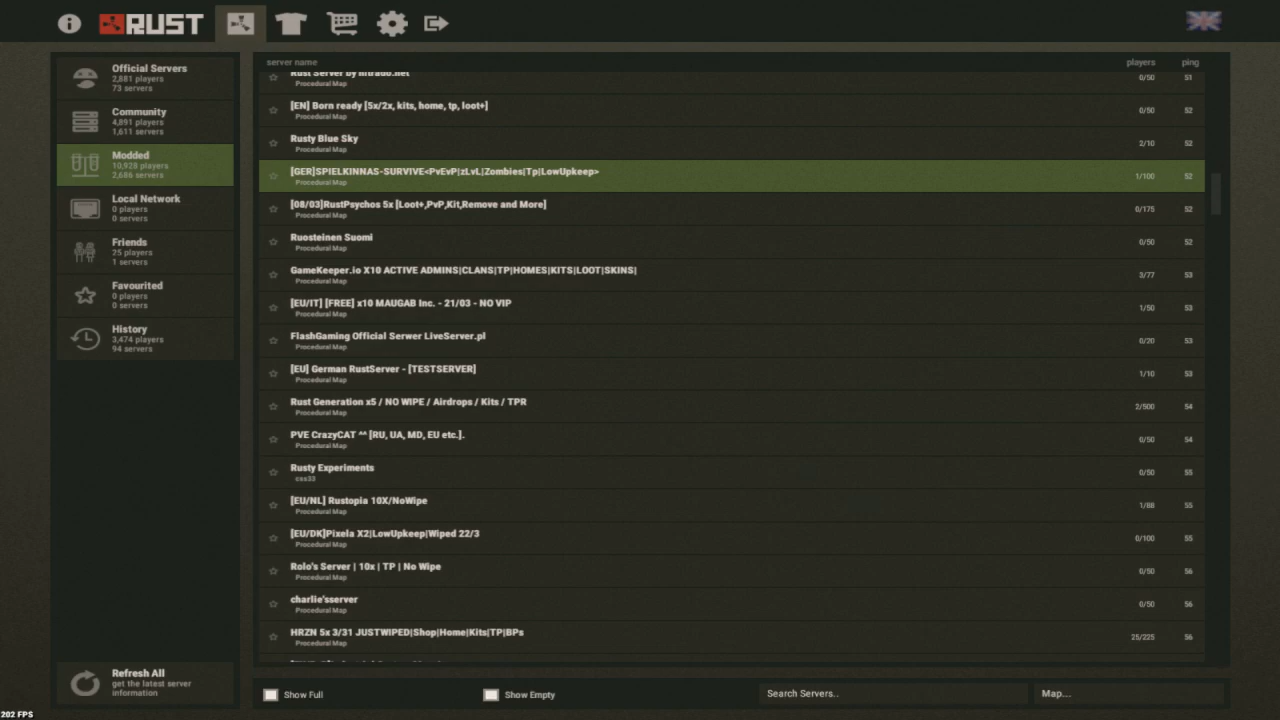 RUST
Official Servers
2,881 players
73 servers
Community
4,891 players
1,611 servers
Modded
10,928 players
2,686 servers
Local Network
0 players
0 servers
Friends
25 players
1 servers
Favourited
0 players
0 servers
History
3,474 players
94 servers
Refresh All
get the latest server
information
202 FPS
server name players ping
Rust Server by intrado.net 0/50 51
Procedural Map
[EN] Born ready [5x/2x, kits, home, tp, loot+] 0/50 52
Procedural Map
Rusty Blue Sky 2/10 52
Procedural Map
[GER]SPIELKINNAS-SURVIVE<PvEvP|zLvL|Zombies|Tp|LowUpkeep> 1/100 52
Procedural Map
[08/03]RustPsychos 5x [Loot+,PvP,Kit,Remove and More] 0/175 52
Procedural Map
Ruosteinen Suomi 0/50 52
Procedural Map
GameKeeper.io X10 ACTIVE ADMINS|CLANS|TP|HOMES|KITS|LOOT|SKINS| 3/77 53
Procedural Map
[EU/IT] [FREE] x10 MAUGAB Inc. - 21/03 - NO VIP 1/50 53
Procedural Map
FlashGaming Official Serwer LiveServer.pl 0/20 53
Procedural Map
[EU] German RustServer - [TESTSERVER] 1/10 53
Procedural Map
Rust Generation x5 / NO WIPE / Airdrops / Kits / TPR 2/500 54
Procedural Map
PVE CrazyCAT ^^ [RU, UA, MD, EU etc.]. 0/50 54
Procedural Map
Rusty Experiments 0/50 55
css33
[EU/NL] Rustopia 10X/NoWipe 1/88 55
Procedural Map
[EU/DK]Pixela X2|LowUpkeep|Wiped 22/3 0/100 55
Procedural Map
Rolo's Server | 10x | TP | No Wipe 0/50 56
Procedural Map
charlie'sserver 0/50 56
Procedural Map
HRZN 5x 3/31 JUSTWIPED|Shop|Home|Kits|TP|BPs 25/225 56
Procedural Map
Show Full
Show Empty
Search Servers..
Map...